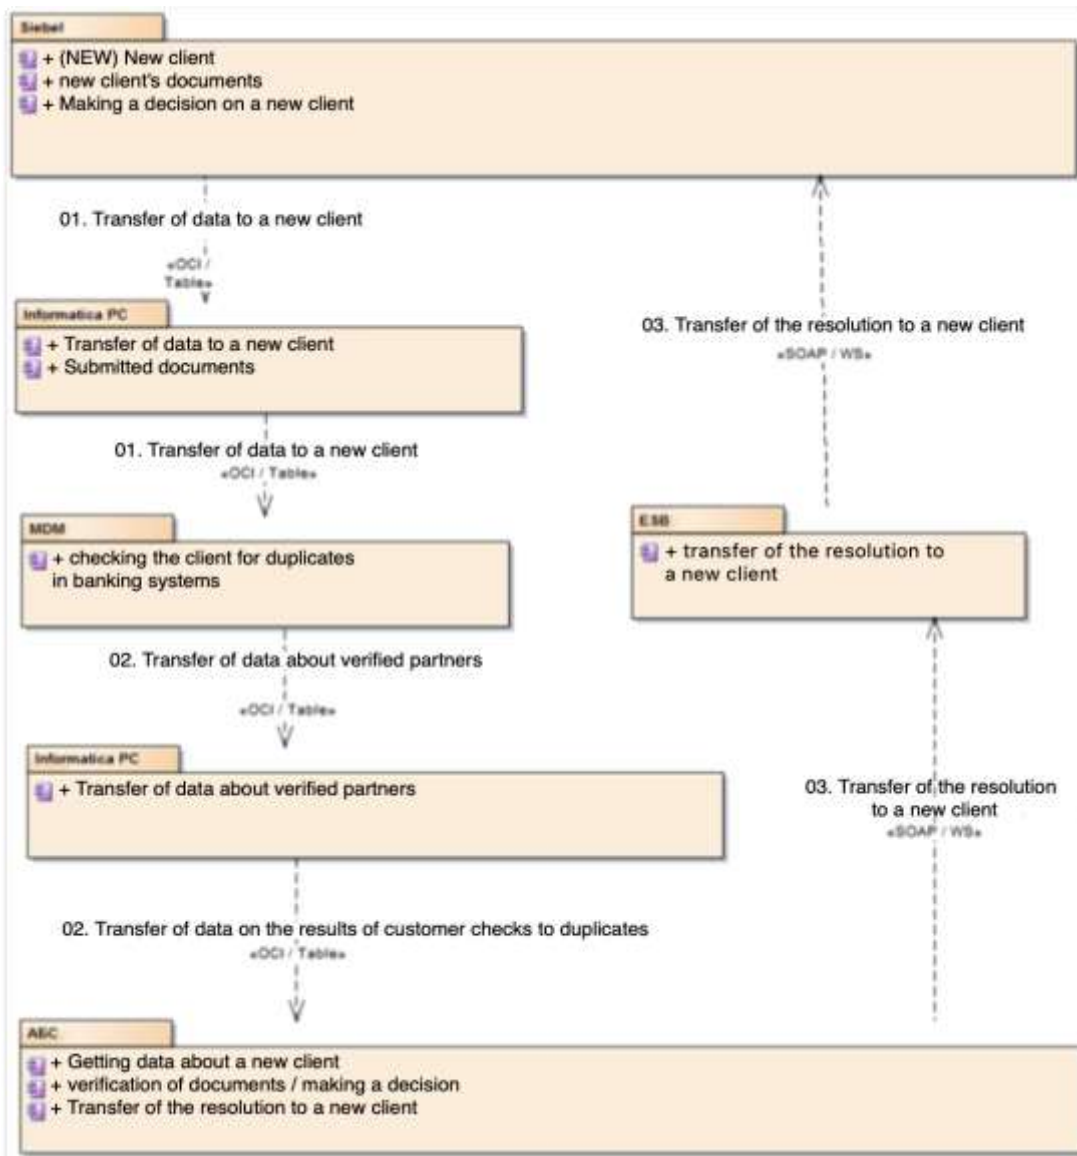 Siebel
+ (NEW) New client
+ new client's documents
+ Making a decision on a new client
01. Transfer of data to a new client
«OCI /
Table»
Informatica PC
+ Transfer of data to a new client
+ Submitted documents
03. Transfer of the resolution to a new client
«SOAP / WS»
01. Transfer of data to a new client
«OCI / Table»
MDM
+ checking the client for duplicates
in banking systems
ESB
+ transfer of the resolution to
a new client
02. Transfer of data about verified partners
«OCI / Table»
Informatica PC
+ Transfer of data about verified partners
03. Transfer of the resolution
to a new client
«SOAP / WS»
02. Transfer of data on the results of customer checks to duplicates
«OCI / Table»
+ Getting data about a new client
+ verification of documents / making a decision
+ Transfer of the resolution to a new client